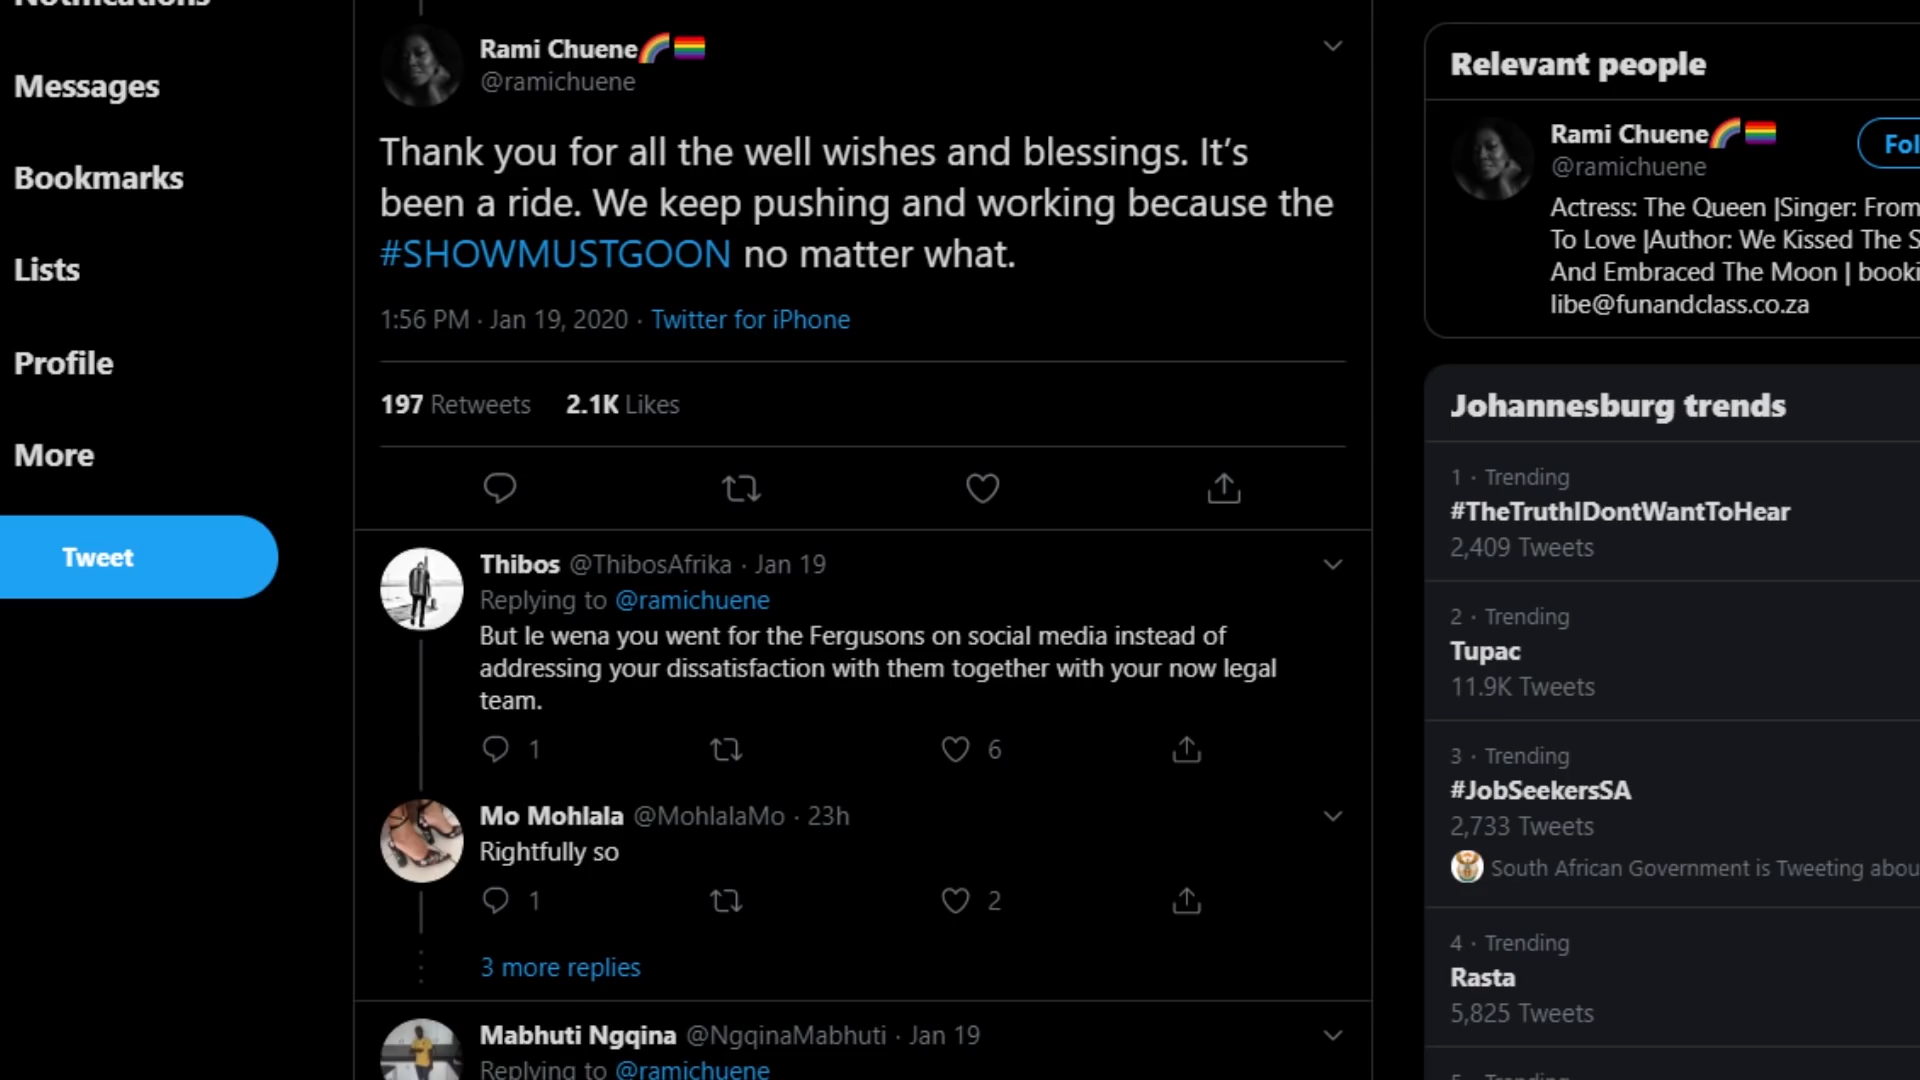 Messages
Bookmarks
Lists
Profile
More
Tweet
Rami Chuene🌈🏳️‍🌈
@ramichuene
Thank you for all the well wishes and blessings. It’s
been a ride. We keep pushing and working because the
#SHOWMUSTGOON no matter what.
1:56 PM · Jan 19, 2020 · Twitter for iPhone
197 Retweets 2.1K Likes
Thibos @ThibosAfrika · Jan 19
Replying to @ramichuene
But le wena you went for the Fergusons on social media instead of
addressing your dissatisfaction with them together with your now legal
team.
1 6
Mo Mohlala @MohlalaMo · 23h
Rightfully so
1 2
3 more replies
Mabhuti Ngqina @NgqinaMabhuti · Jan 19
Replying to @ramichuene
Relevant people
Rami Chuene🌈🏳️‍🌈
@ramichuene
Fol
Actress: The Queen |Singer: From
To Love |Author: We Kissed The S
And Embraced The Moon | booki
libe@funandclass.co.za
Johannesburg trends
1 · Trending
#TheTruthIDontWantToHear
2,409 Tweets
2 · Trending
Tupac
11.9K Tweets
3 · Trending
#JobSeekersSA
2,733 Tweets
South African Government is Tweeting abou
4 · Trending
Rasta
5,825 Tweets